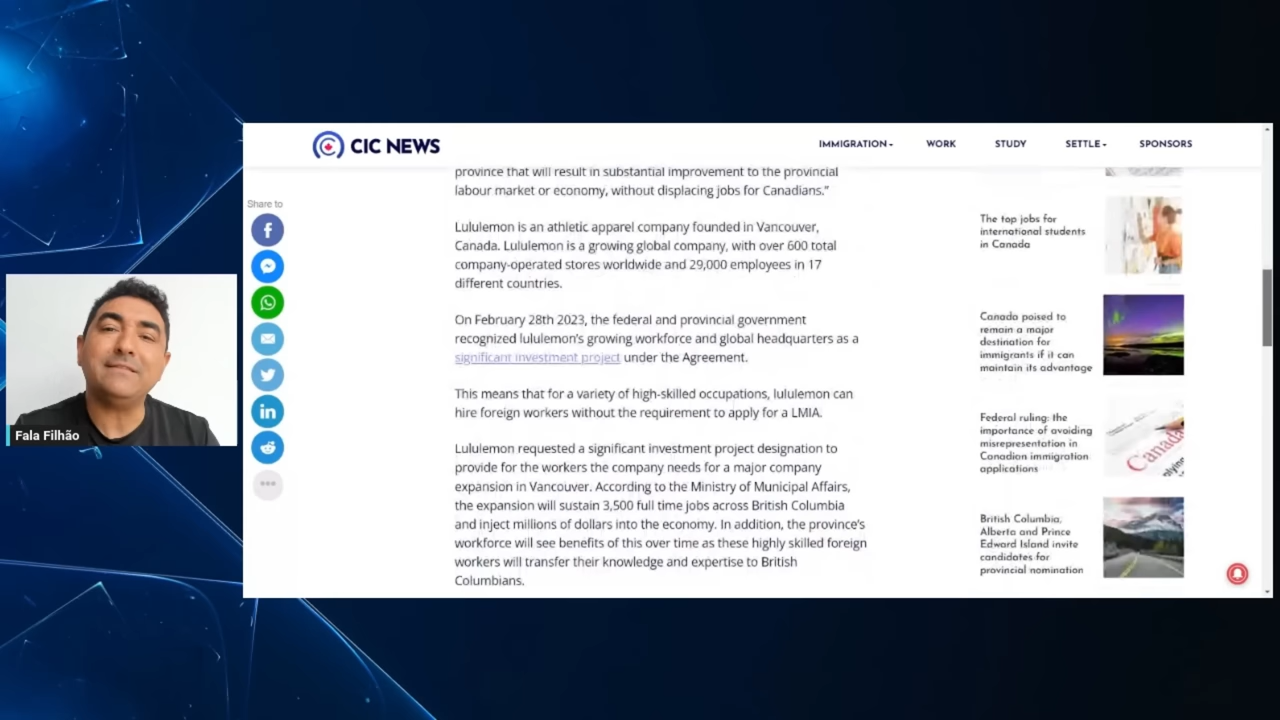 CIC NEWS
IMMIGRATION
WORK
STUDY
SETTLE
SPONSORS
Share to
province that will result in substantial improvement to the provincial
labour market or economy, without displacing jobs for Canadians."
Lululemon is an athletic apparel company founded in Vancouver,
Canada. Lululemon is a growing global company, with over 600 total
company-operated stores worldwide and 29,000 employees in 17
different countries.
On February 28th 2023, the federal and provincial government
recognized lululemon's growing workforce and global headquarters as a
significant investment project under the Agreement.
This means that for a variety of high-skilled occupations, lululemon can
hire foreign workers without the requirement to apply for a LMIA.
Lululemon requested a significant investment project designation to
provide for the workers the company needs for a major company
expansion in Vancouver. According to the Ministry of Municipal Affairs,
the expansion will sustain 3,500 full time jobs across British Columbia
and inject millions of dollars into the economy. In addition, the province's
workforce will see benefits of this over time as these highly skilled foreign
workers will transfer their knowledge and expertise to British
Columbians.
The top jobs for
international students
in Canada
Canada poised to
remain a major
destination for
immigrants if it can
maintain its advantage
Federal ruling: the
importance of avoiding
misrepresentation in
Canadian immigration
applications
Canada
British Columbia,
Alberta and Prince
Edward Island invite
candidates for
provincial nomination
Fala Filhão